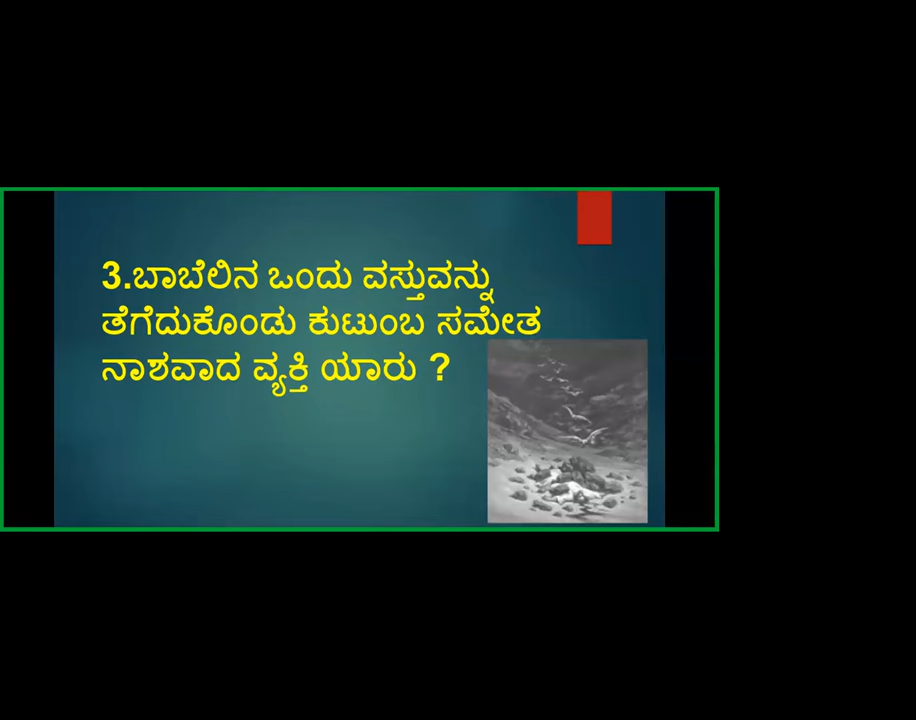 3.ಬಾಬೆಲಿನ ಒಂದು ವಸ್ತುವನ್ನು
ತೆಗೆದುಕೊಂಡು ಕುಟುಂಬ ಸಮೇತ
ನಾಶವಾದ ವ್ಯಕ್ತಿ ಯಾರು ?